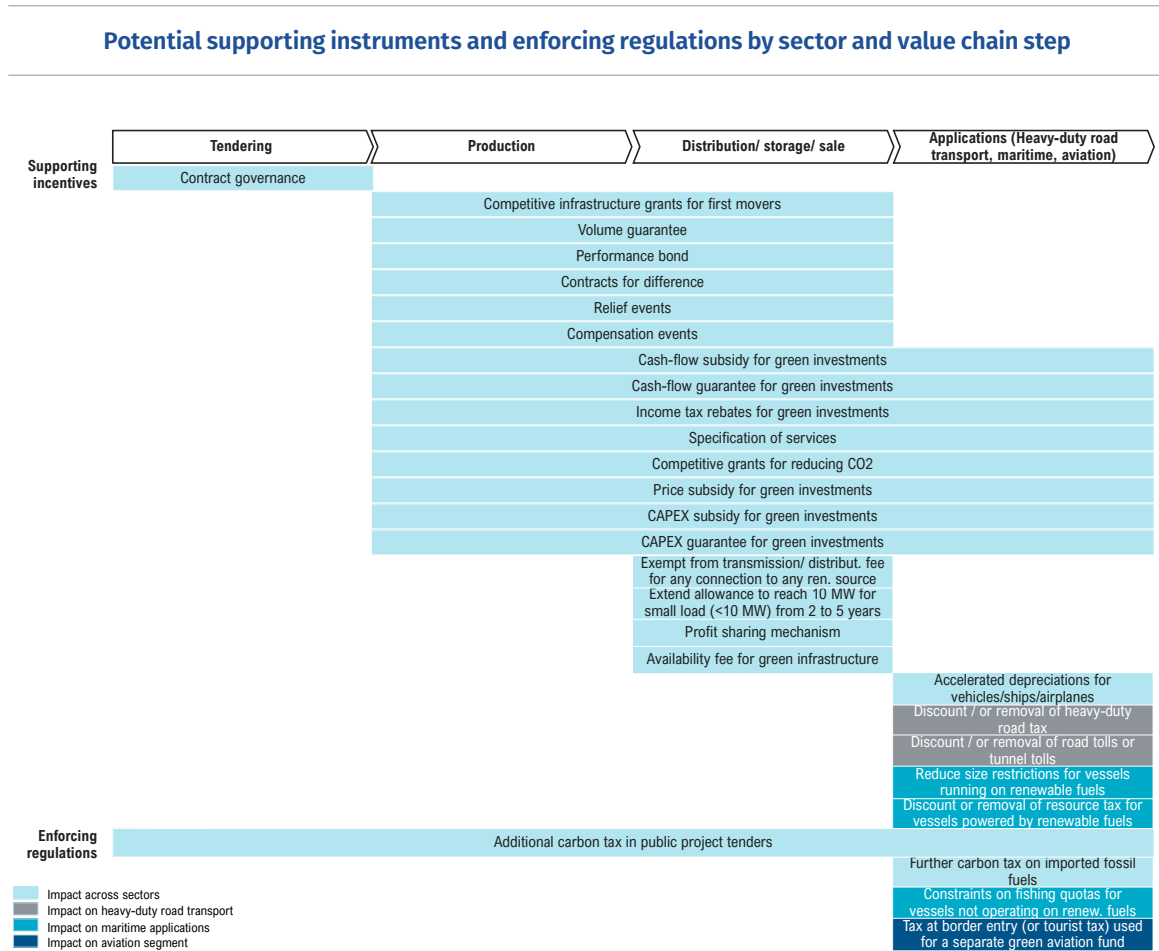 Potential supporting instruments and enforcing regulations by sector and value chain step
Tendering
Production
Distribution/ storage/ sale
Applications (Heavy-duty road
transport, maritime, aviation)
Supporting
incentives
Contract governance
Competitive infrastructure grants for first movers
Volume guarantee
Performance bond
Contracts for difference
Relief events
Compensation events
Cash-flow subsidy for green investments
Cash-flow guarantee for green investments
Income tax rebates for green investments
Specification of services
Competitive grants for reducing CO2
Price subsidy for green investments
CAPEX subsidy for green investments
CAPEX guarantee for green investments
Exempt from transmission/ distribut. fee
for any connection to any ren. source
Extend allowance to reach 10 MW for
small load (<10 MW) from 2 to 5 years
Profit sharing mechanism
Availability fee for green infrastructure
Accelerated depreciations for
vehicles/ships/airplanes
Discount / or removal of heavy-duty
road tax
Discount / or removal of road tolls or
tunnel tolls
Reduce size restrictions for vessels
running on renewable fuels
Discount or removal of resource tax for
vessels powered by renewable fuels
Enforcing
regulations
Additional carbon tax in public project tenders
Further carbon tax on imported fossil
fuels
Constraints on fishing quotas for
vessels not operating on renew. fuels
Tax at border entry (or tourist tax) used
for a separate green aviation fund
Impact across sectors
Impact on heavy-duty road transport
Impact on maritime applications
Impact on aviation segment